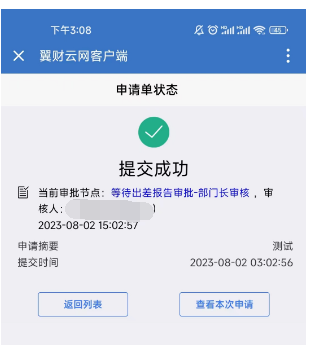 下午3:08
45
翼财云网客户端
申请单状态
提交成功
当前审批节点：等待出差报告审批-部门长审核 ，审
核人：
2023-08-02 15:02:57
申请摘要 测试
提交时间 2023-08-02 03:02:56
返回列表 查看本次申请